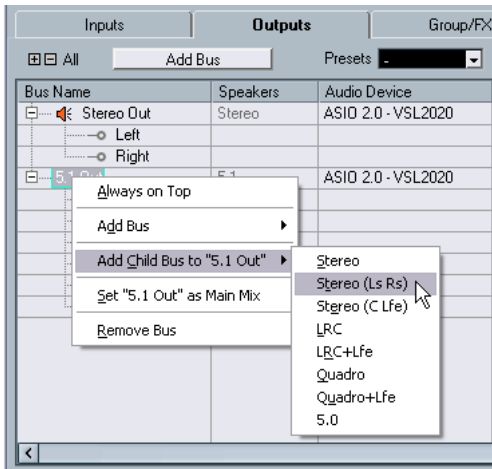 Inputs Outputs Group/FX
All Add Bus Presets -
Bus Name Speakers Audio Device
Stereo Out Stereo ASIO 2.0 - VSL2020
Left
Right
5.1 Out 5.1 ASIO 2.0 - VSL2020
Always on Top
Add Bus
Add Child Bus to "5.1 Out"
Set "5.1 Out" as Main Mix
Remove Bus
Stereo
Stereo (Ls Rs)
Stereo (C Lfe)
LRC
LRC+Lfe
Quadro
Quadro+Lfe
5.0